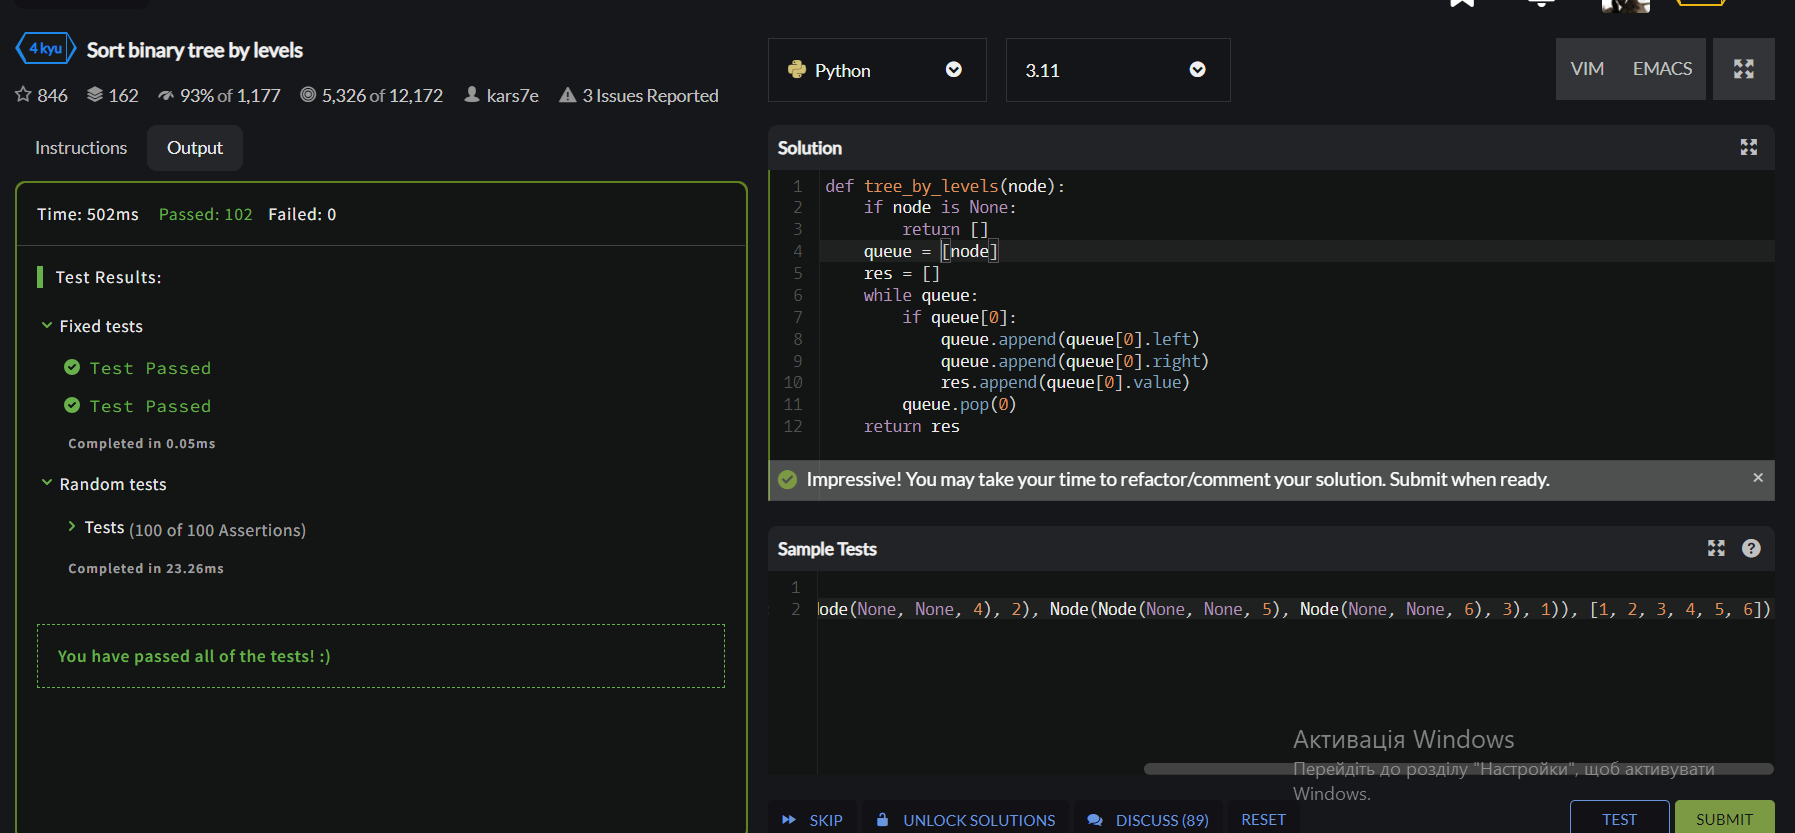 4 kyu Sort binary tree by levels
846 162 93% of 1,177 5,326 of 12,172 kars7e 3 Issues Reported
Instructions Output
Time: 502ms Passed: 102 Failed: 0
Test Results:
Fixed tests
Test Passed
Test Passed
Completed in 0.05ms
Random tests
Tests (100 of 100 Assertions)
Completed in 23.26ms
You have passed all of the tests! :)
Python 3.11 VIM EMACS
Solution
1 def tree_by_levels(node):
2 if node is None:
3 return []
4 queue = [node]
5 res = []
6 while queue:
7 if queue[0]:
8 queue.append(queue[0].left)
9 queue.append(queue[0].right)
10 res.append(queue[0].value)
11 queue.pop(0)
12 return res
Impressive! You may take your time to refactor/comment your solution. Submit when ready. ×
Sample Tests ?
1
2 ode(None, None, 4), 2), Node(Node(None, None, 5), Node(None, None, 6), 3), 1)), [1, 2, 3, 4, 5, 6])
Активація Windows
Перейдіть до розділу "Настройки", щоб активувати
Windows.
SKIP UNLOCK SOLUTIONS DISCUSS (89) RESET TEST SUBMIT